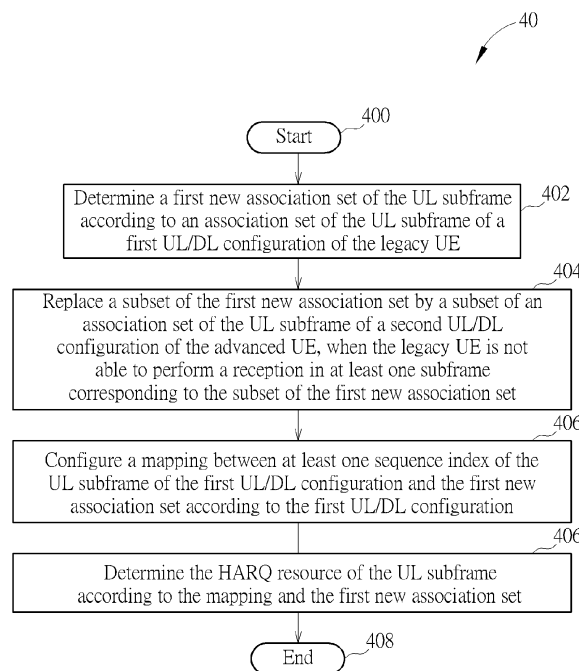 40
400
Start
402
Determine a first new association set of the UL subframe
according to an association set of the UL subframe of a
first UL/DL configuration of the legacy UE
404
Replace a subset of the first new association set by a subset of an
association set of the UL subframe of a second UL/DL
configuration of the advanced UE, when the legacy UE is not
able to perform a reception in at least one subframe
corresponding to the subset of the first new association set
406
Configure a mapping between at least one sequence index of the
UL subframe of the first UL/DL configuration and the first new
association set according to the first UL/DL configuration
406
Determine the HARQ resource of the UL subframe
according to the mapping and the first new association set
End
408